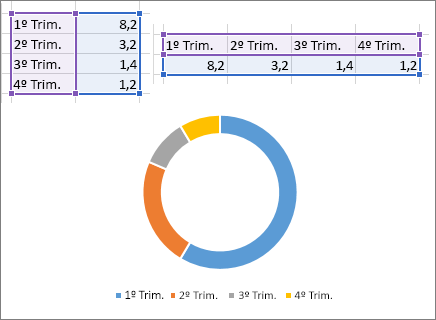 1º Trim. 8,2
2º Trim. 3,2
3º Trim. 1,4
4º Trim. 1,2
1º Trim. 2º Trim. 3º Trim. 4º Trim.
8,2 3,2 1,4 1,2
1º Trim. 2º Trim. 3º Trim. 4º Trim.